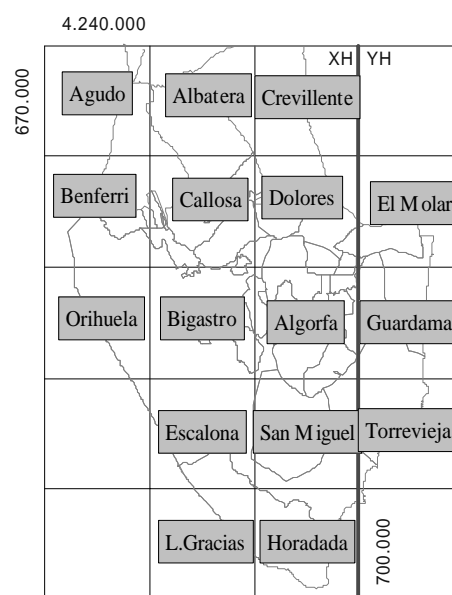 4.240.000
XH YH
670.000
Agudo Albatera Crevillente
Benferri Callosa Dolores El Molar
Orihuela Bigastro Algorfa Guardama
Escalona San Miguel Torrevieja
L.Gracias Horadada
700.000